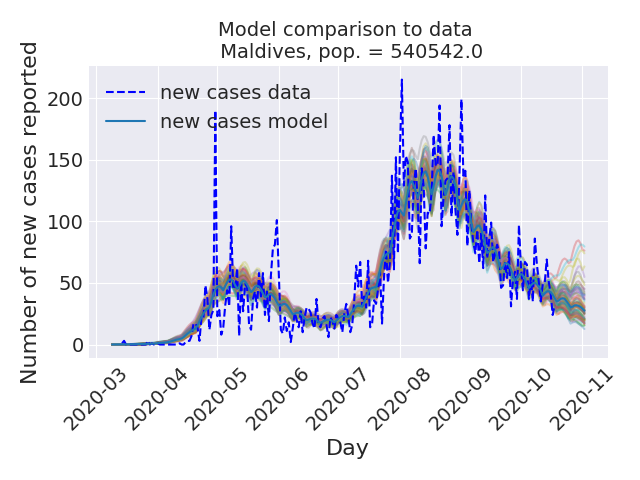 Model comparison to data
Maldives, pop. = 540542.0
new cases data
new cases model
Number of new cases reported
200
150
100
50
0
2020-03
2020-04
2020-05
2020-06
2020-07
2020-08
2020-09
2020-10
2020-11
Day